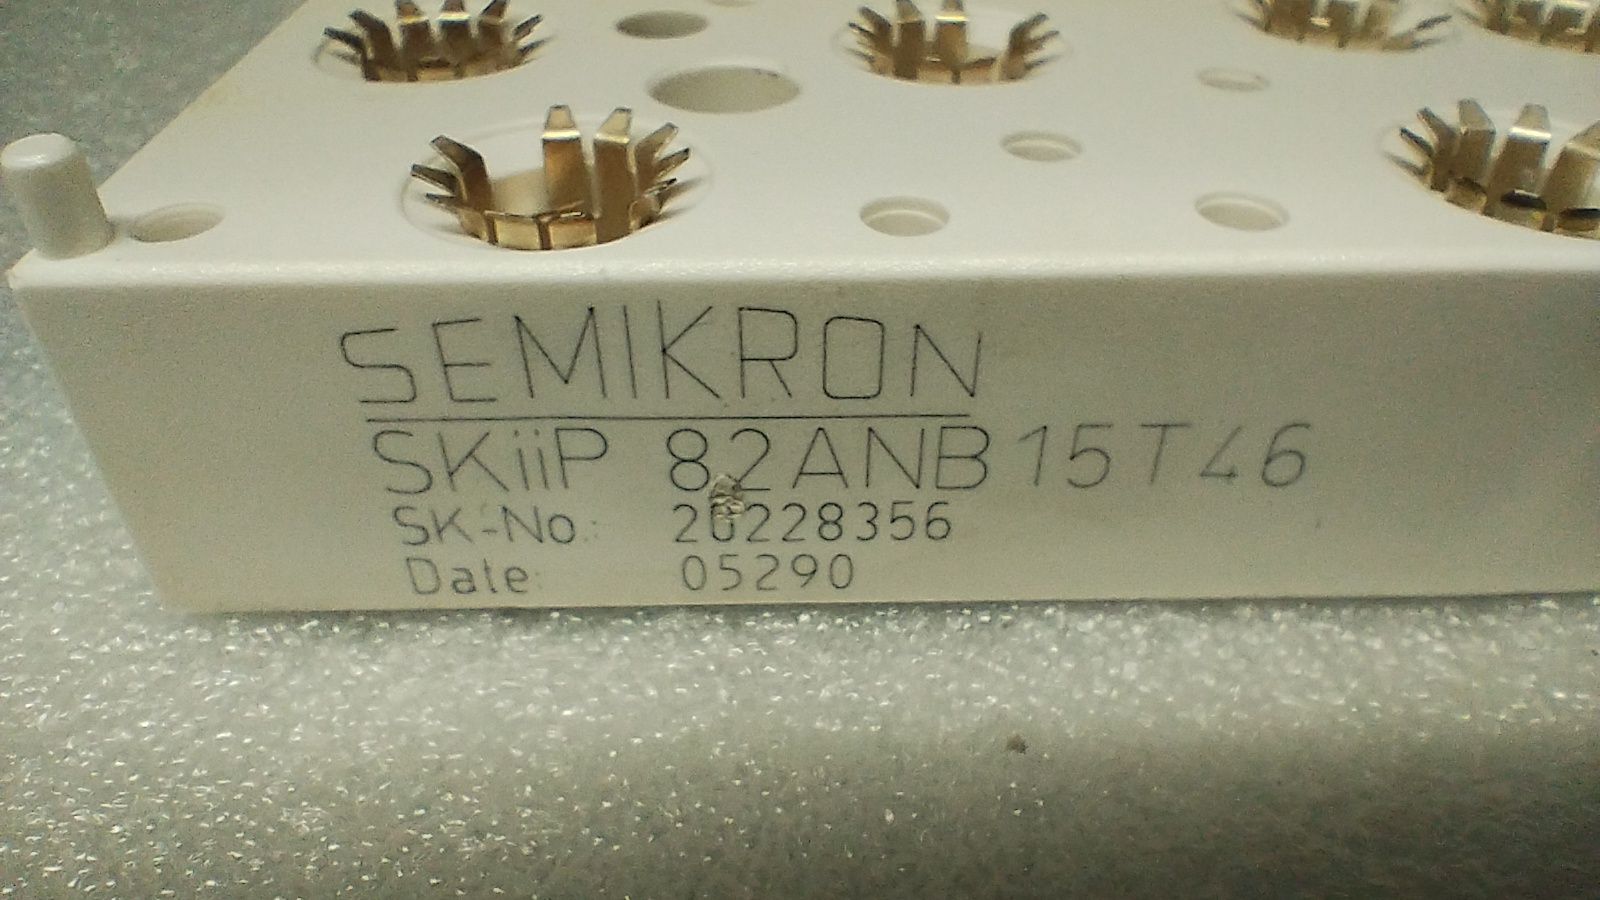 SEMIKRON
SKiiP 82ANB15T46
SK-No.: 20228356
Date: 05290